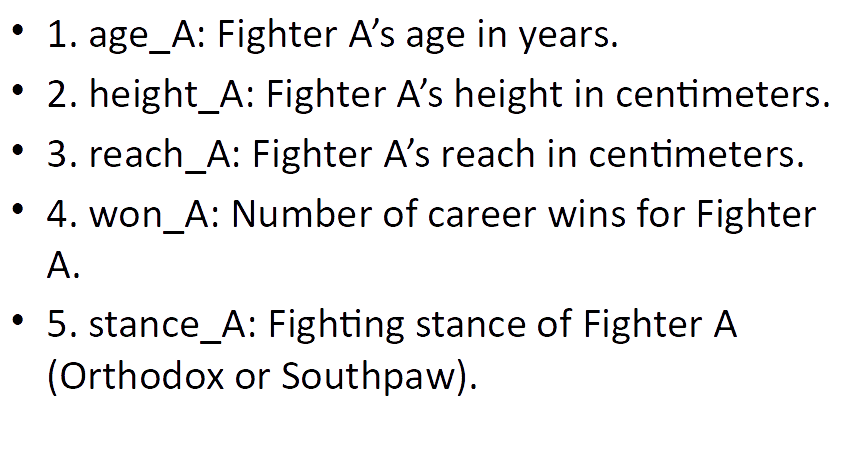 • 1. age_A: Fighter A’s age in years.
• 2. height_A: Fighter A’s height in centimeters.
• 3. reach_A: Fighter A’s reach in centimeters.
• 4. won_A: Number of career wins for Fighter
A.
• 5. stance_A: Fighting stance of Fighter A
(Orthodox or Southpaw).